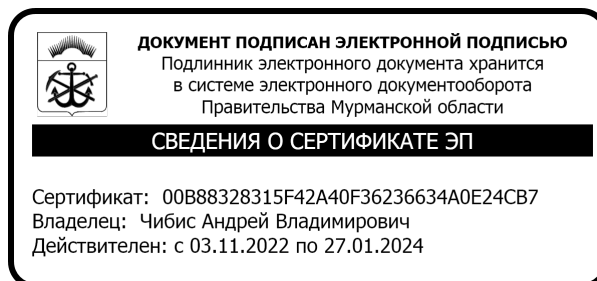 ДОКУМЕНТ ПОДПИСАН ЭЛЕКТРОННОЙ ПОДПИСЬЮ
Подлинник электронного документа хранится
в системе электронного документооборота
Правительства Мурманской области
СВЕДЕНИЯ О СЕРТИФИКАТЕ ЭП
Сертификат: 00B88328315F42A40F36236634A0E24CB7
Владелец: Чибис Андрей Владимирович
Действителен: с 03.11.2022 по 27.01.2024